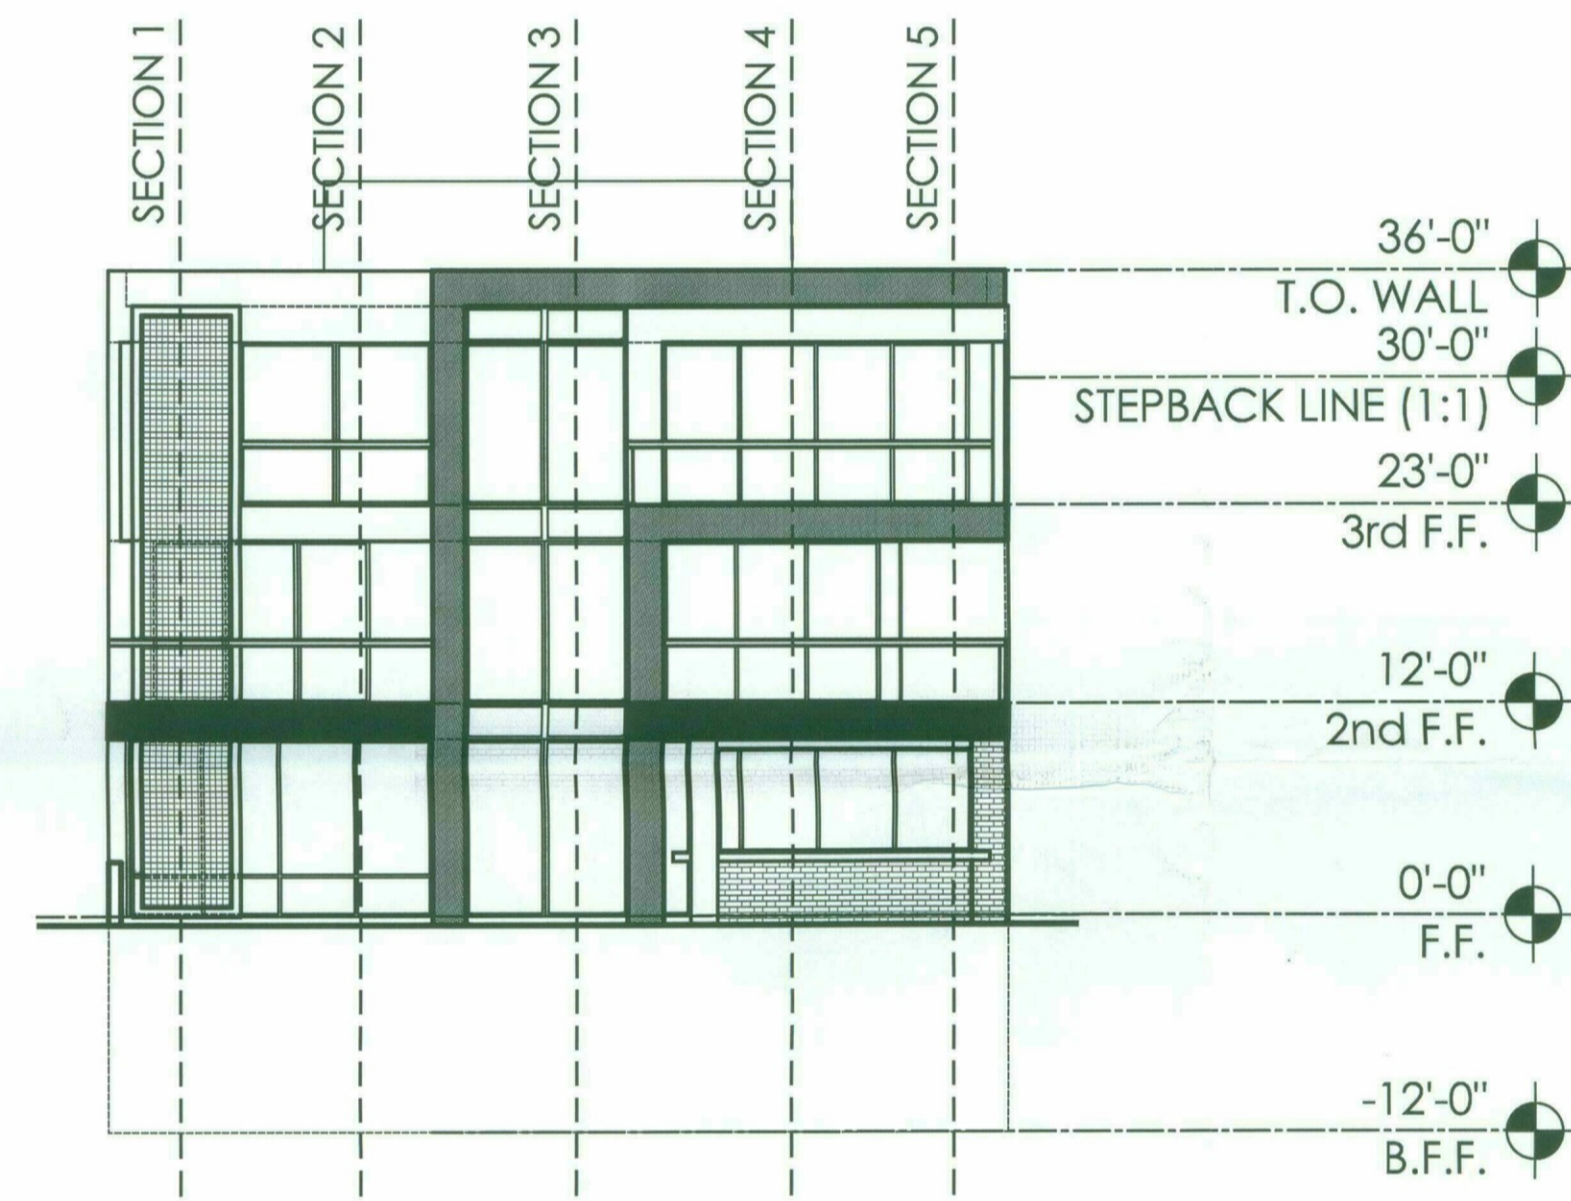 SECTION 1
SECTION 2
SECTION 3
SECTION 4
SECTION 5
36'-0"
T.O. WALL
30'-0"
STEPBACK LINE (1:1)
23'-0"
3rd F.F.
12'-0"
2nd F.F.
0'-0"
F.F.
-12'-0"
B.F.F.